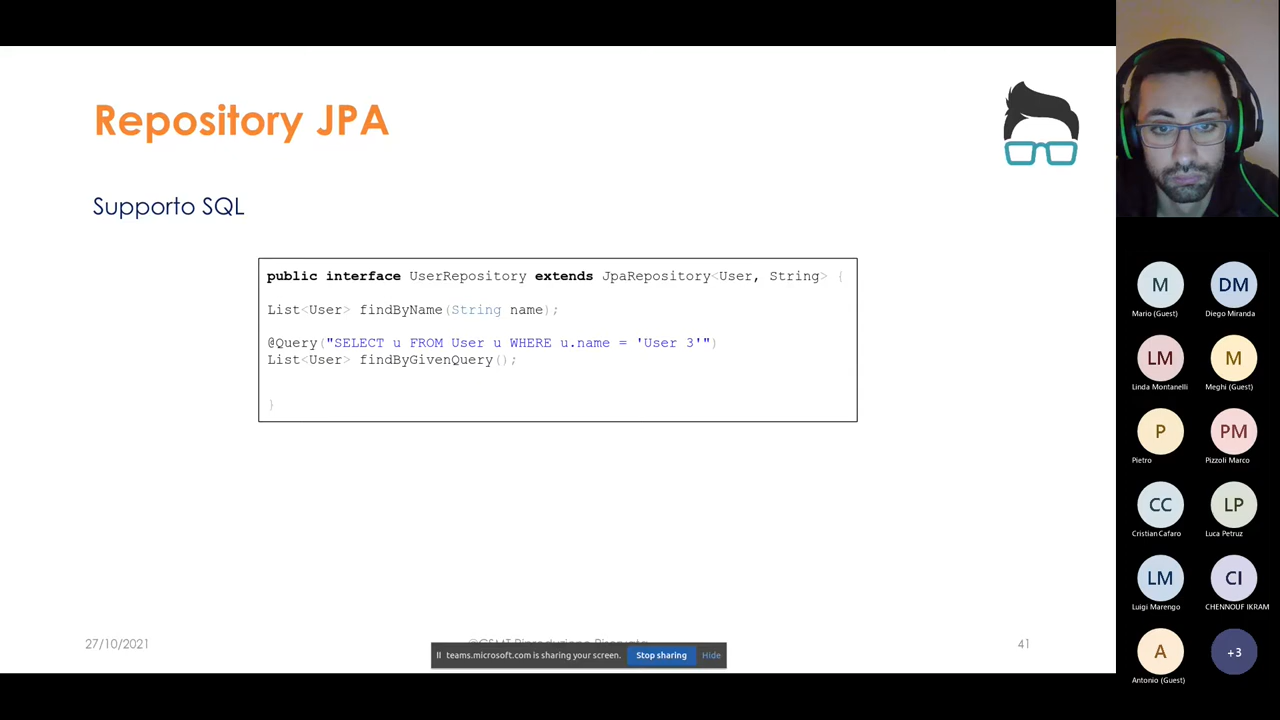 Repository JPA
Supporto SQL
public interface UserRepository extends JpaRepository<User, String> {
List<User> findByName(String name);
@Query("SELECT u FROM User u WHERE u.name = 'User 3'")
List<User> findByGivenQuery();
}
27/10/2021
41
teams.microsoft.com is sharing your screen.
Stop sharing
Hide
M
DM
Mario (Guest)
Diego Miranda
LM
M
Linda Montanelli
Meghi (Guest)
P
PM
Pietro
Pizzoli Marco
CC
LP
Cristian Cafaro
Luca Petruz
LM
CI
Luigi Marengo
CHENNOUF IKRAM
A
+3
Antonio (Guest)